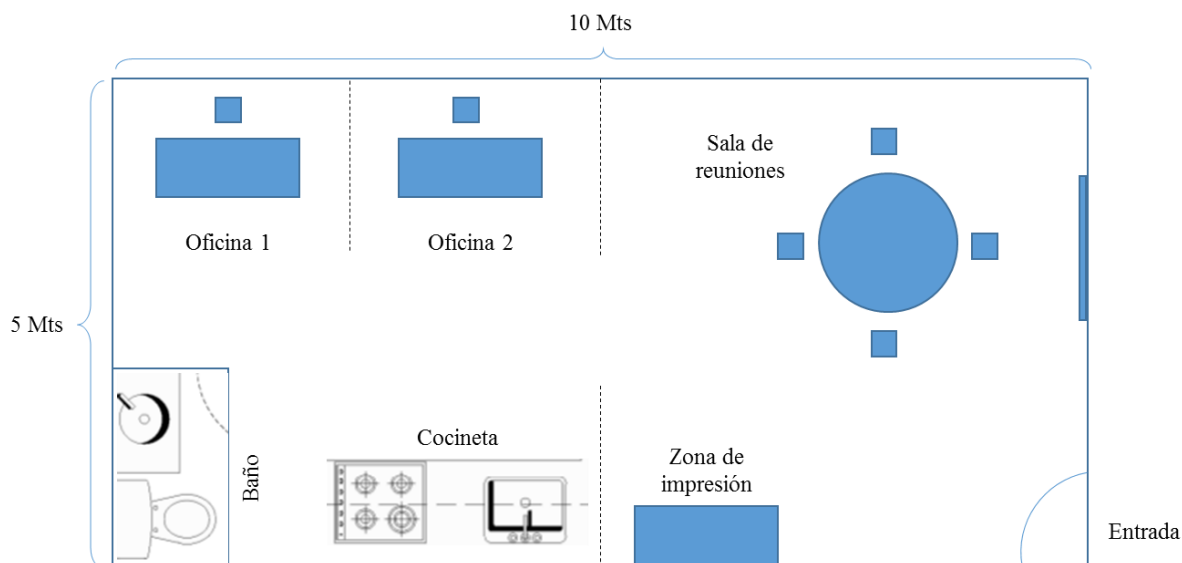 10 Mts
Sala de
reuniones
Oficina 1
Oficina 2
5 Mts
Cocineta
Baño
Zona de
impresión
Entrada